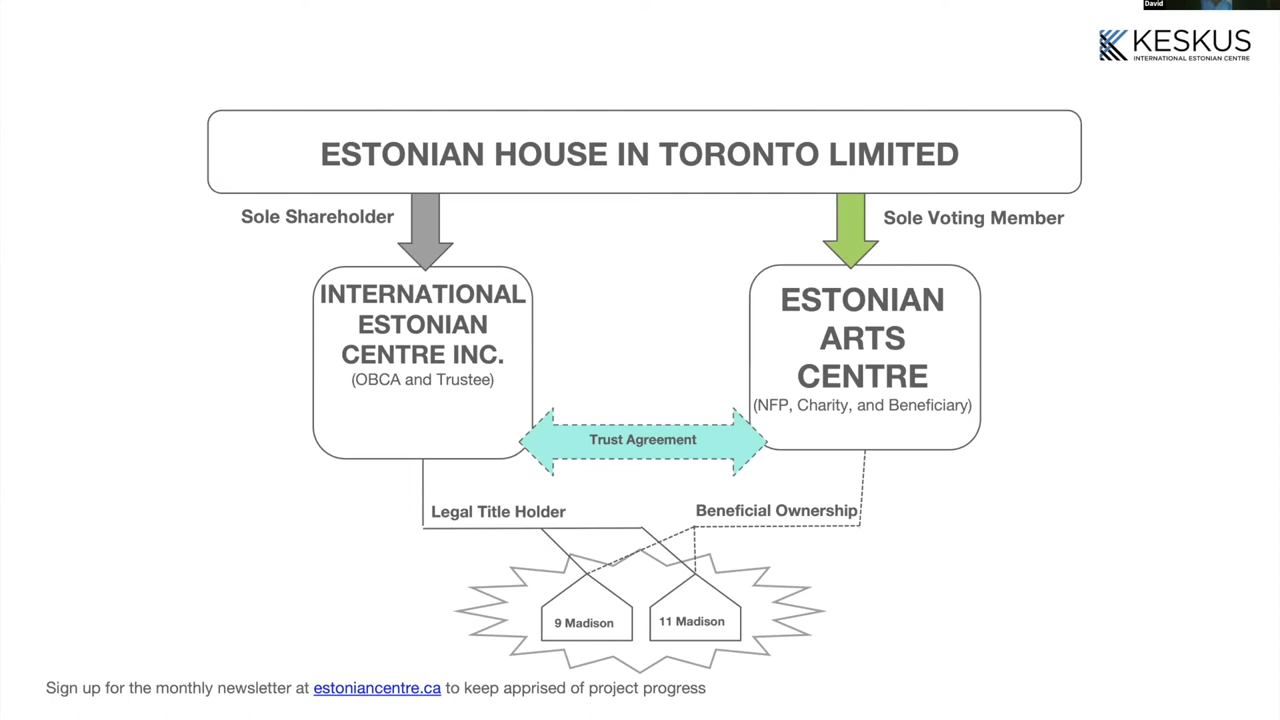 David
KESKUS
INTERNATIONAL ESTONIAN CENTRE
ESTONIAN HOUSE IN TORONTO LIMITED
Sole Shareholder
Sole Voting Member
INTERNATIONAL
ESTONIAN
CENTRE INC.
(OBCA and Trustee)
ESTONIAN
ARTS
CENTRE
(NFP, Charity, and Beneficiary)
Trust Agreement
Legal Title Holder
Beneficial Ownership
9 Madison
11 Madison
Sign up for the monthly newsletter at estoniancentre.ca to keep apprised of project progress